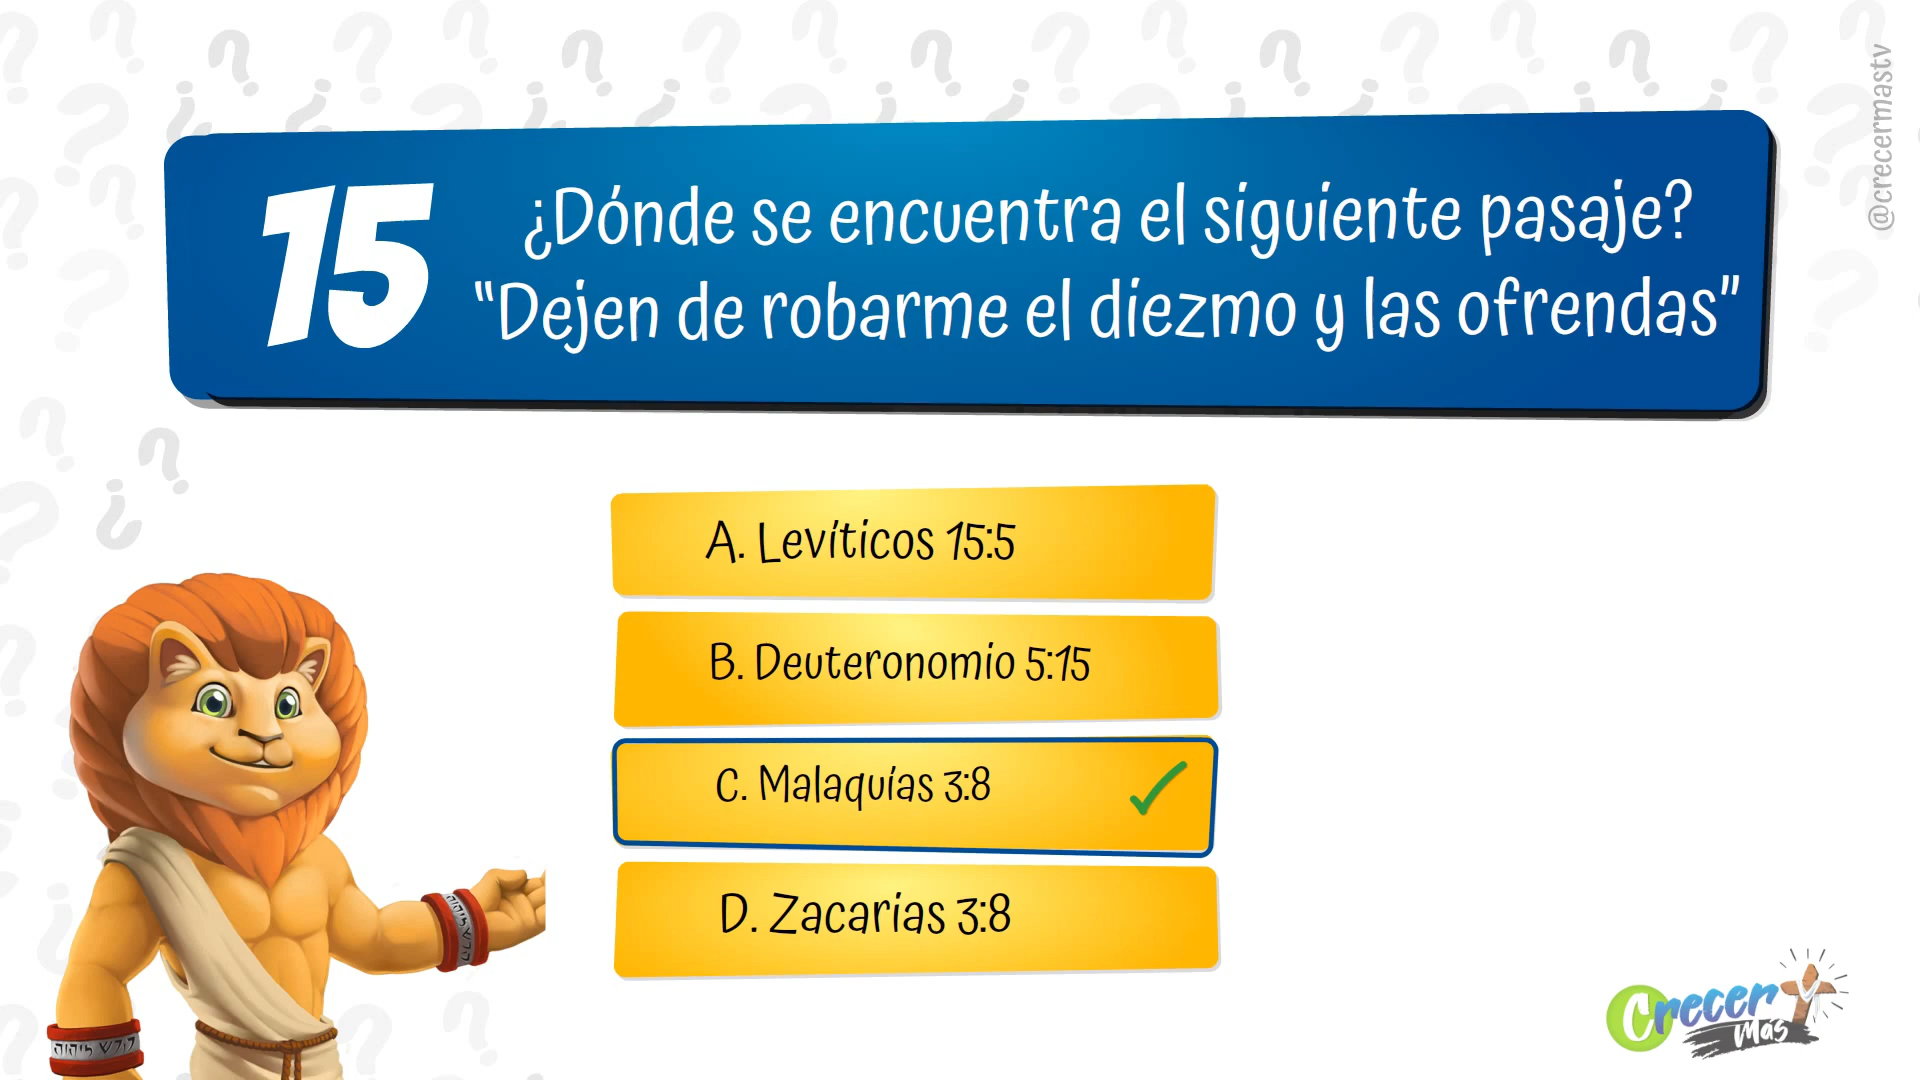 15
¿Dónde se encuentra el siguiente pasaje?
"Dejen de robarme el diezmo y las ofrendas"
A. Levíticos 15:5
B. Deuteronomio 5:15
C. Malaquías 3:8
D. Zacarías 3:8
@crecermastv
Crecer
Más